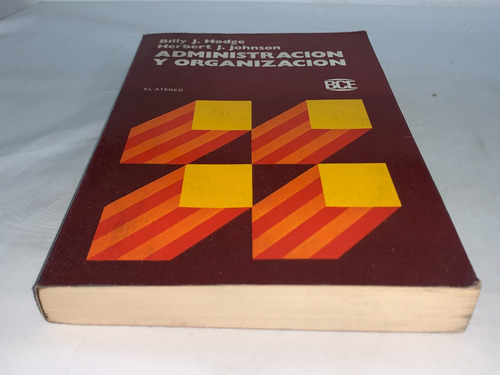 Billy J. Hodge
Herbert J. Johnson
ADMINISTRACION
Y ORGANIZACION
BCE
EL ATENEO